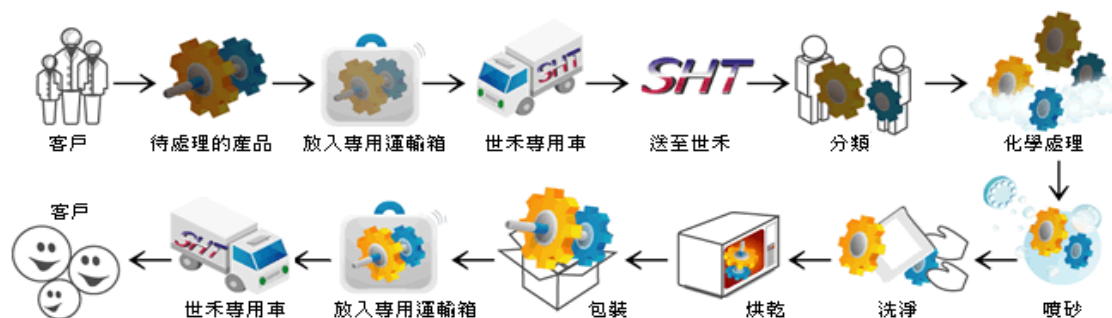 SHT
SHT
客戶
待處理的產品
放入專用運輸箱
世禾專用車
送至世禾
分類
化學處理
客戶
SHT
世禾專用車
放入專用運輸箱
包裝
烘乾
洗淨
噴砂